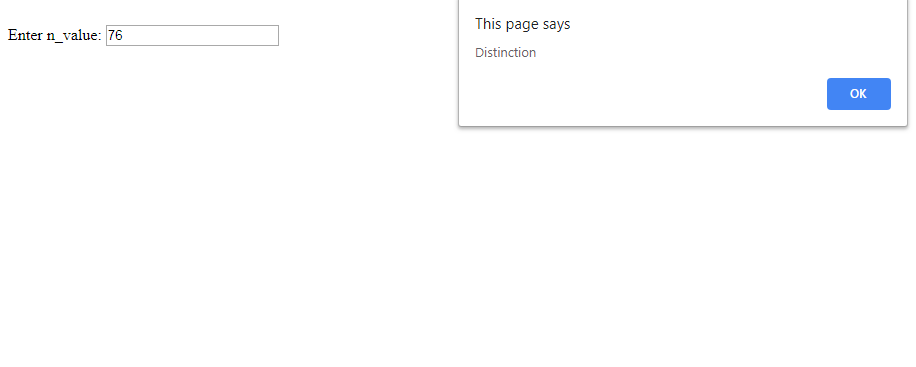 Enter n_value: 76
This page says
Distinction
OK